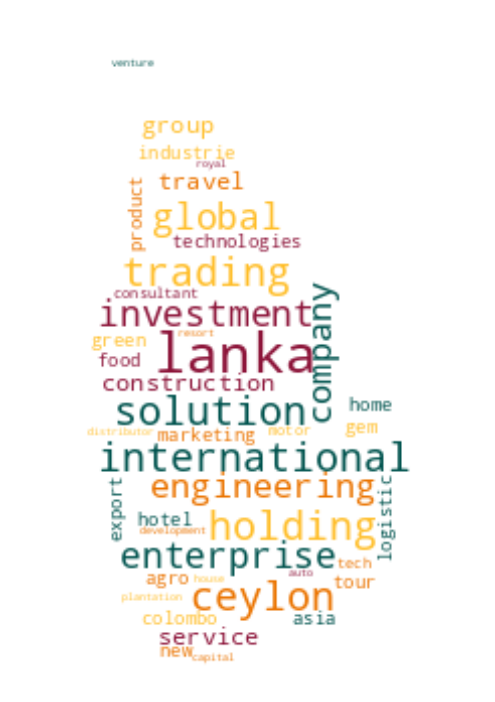 venture
group
industrie
royal
travel
product
global
technologies
trading
consultant
investment
company
resort
green
lanka
food
construction
solution
home
distributor
marketing
motor
gem
international
engineering
export
logistic
hotel
holding
development
enterprise
tech
auto
agro
house
tour
plantation
ceylon
colombo
asia
service
new
capital